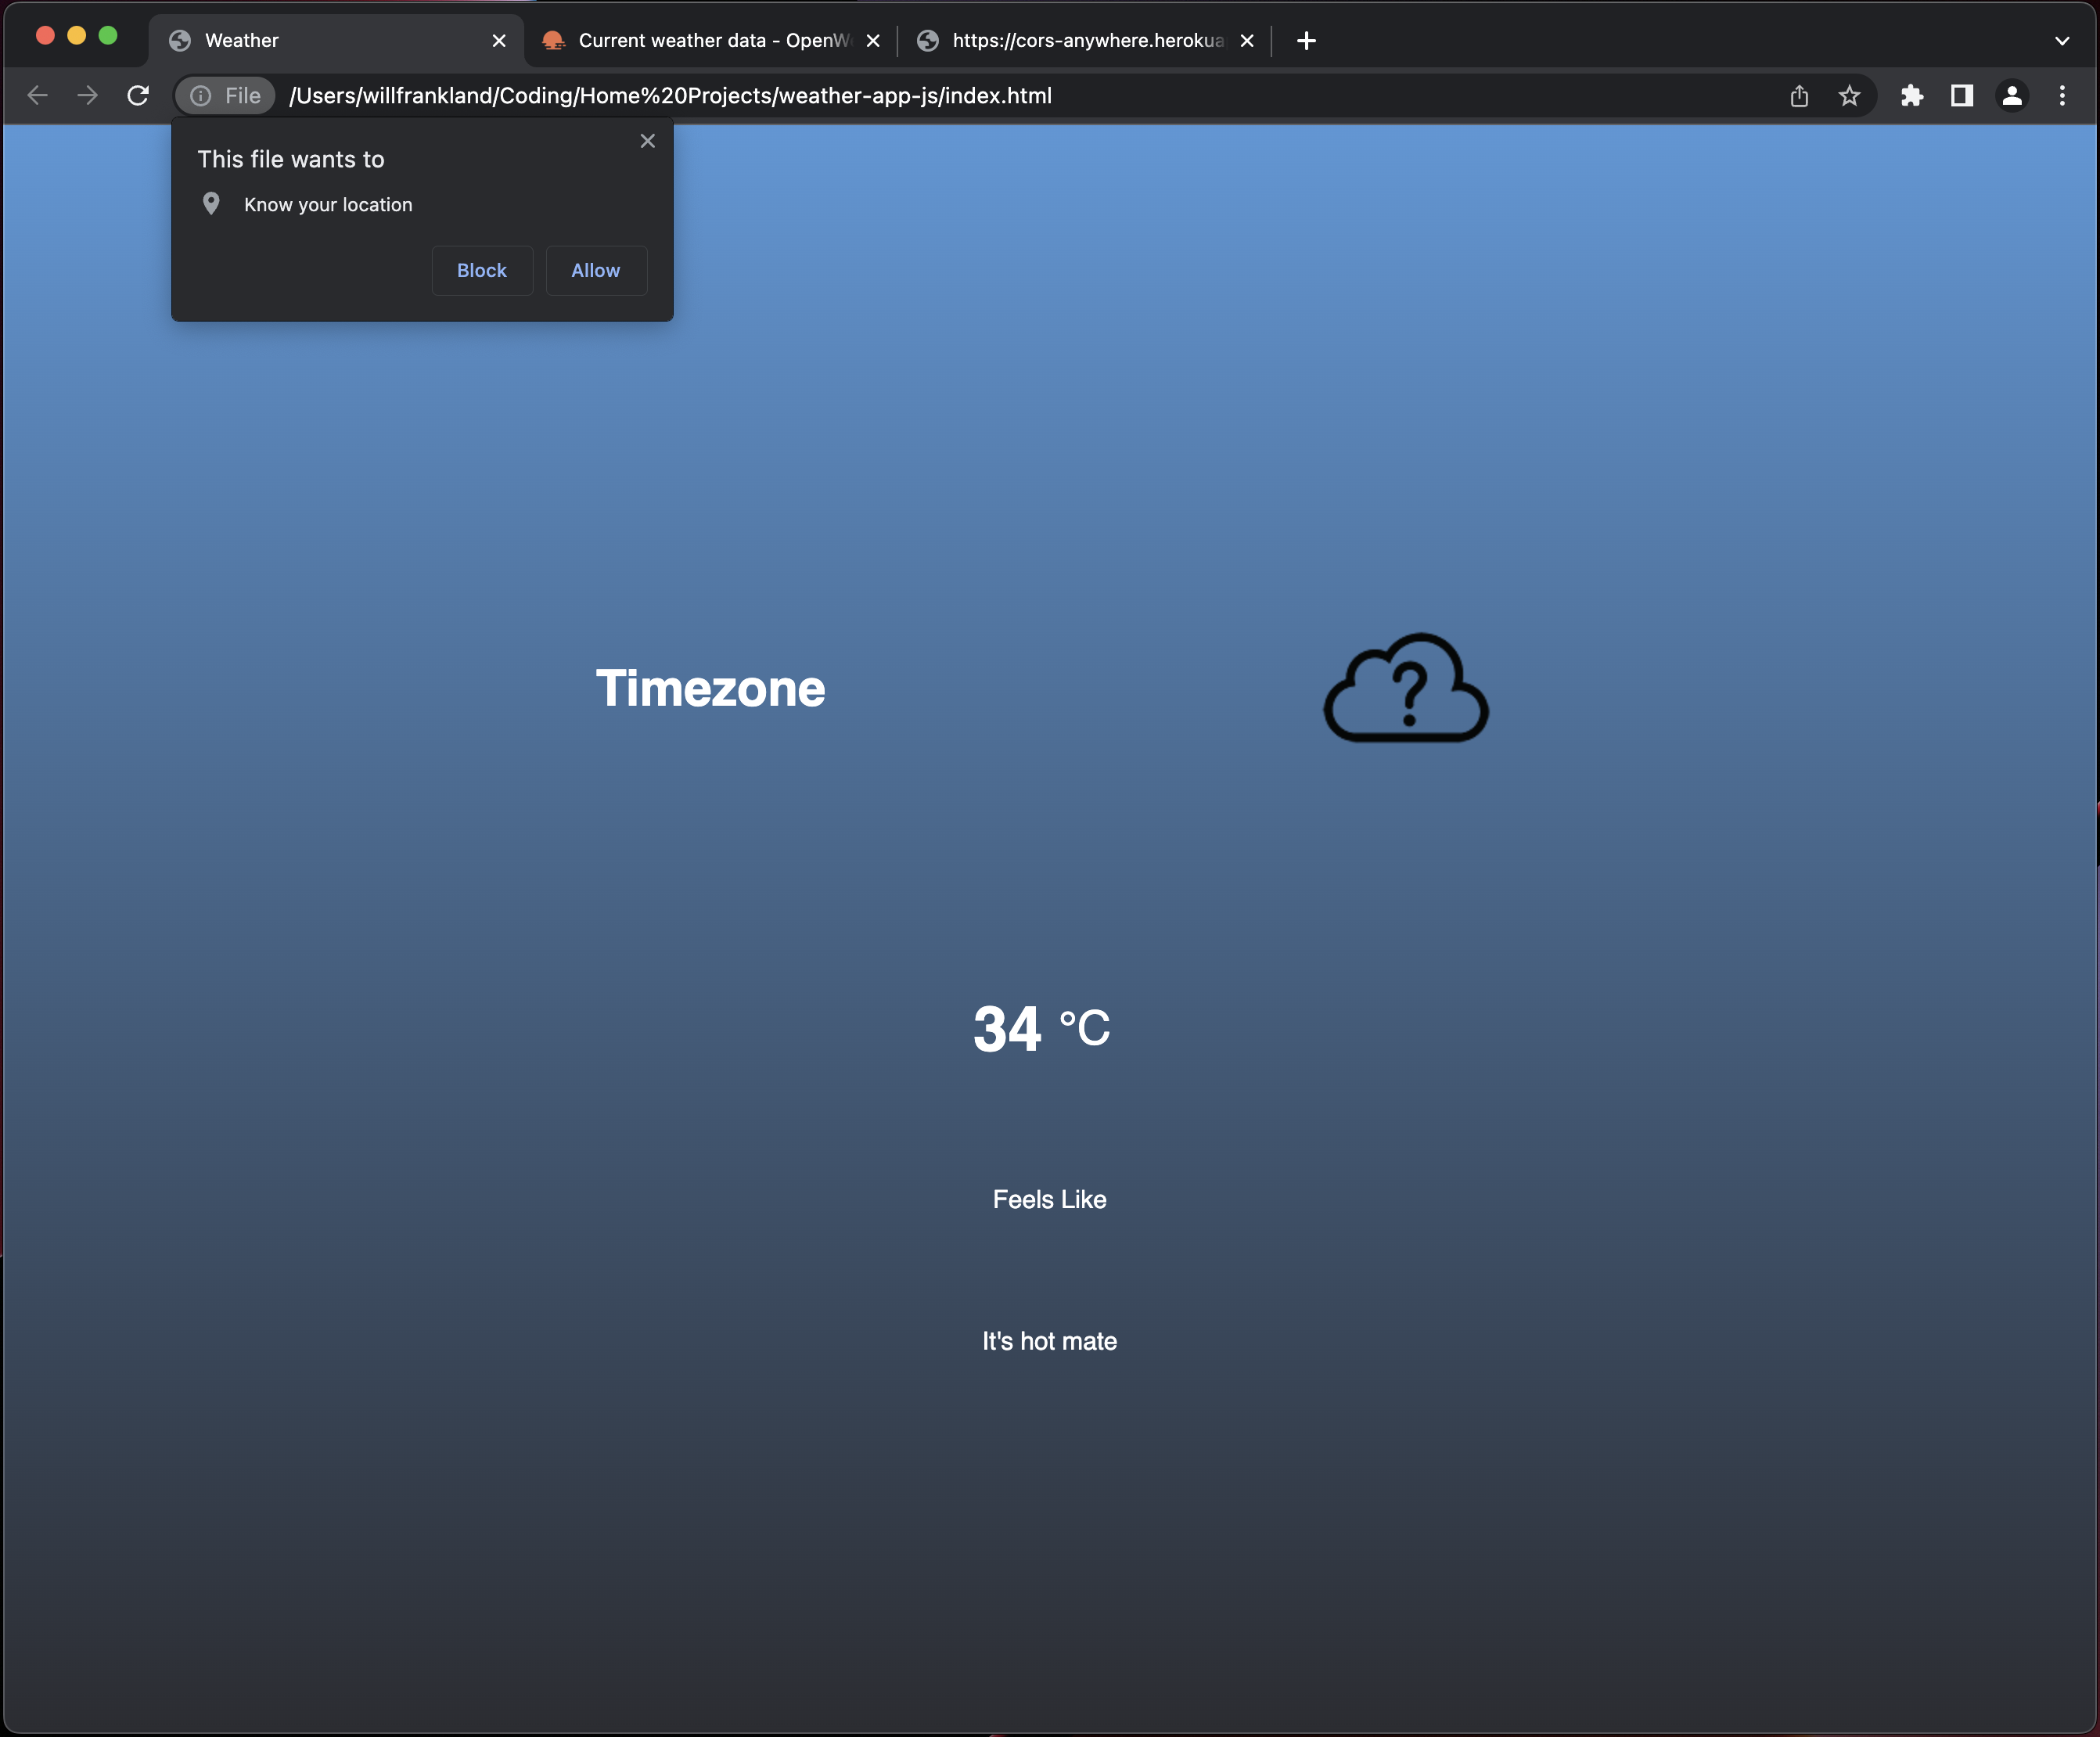 Weather
Current weather data - OpenW
https://cors-anywhere.herokua
File /Users/willfrankland/Coding/Home%20Projects/weather-app-js/index.html
This file wants to
Know your location
Block Allow
Timezone
?
34 °C
Feels Like
It's hot mate